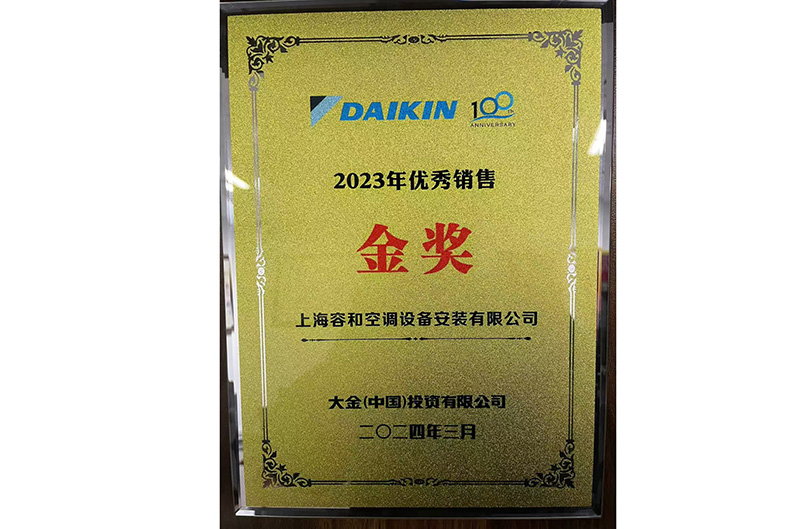 DAIKIN 100th ANNIVERSARY
2023年优秀销售
金奖
上海容和空调设备安装有限公司
大金(中国)投资有限公司
二〇二四年三月